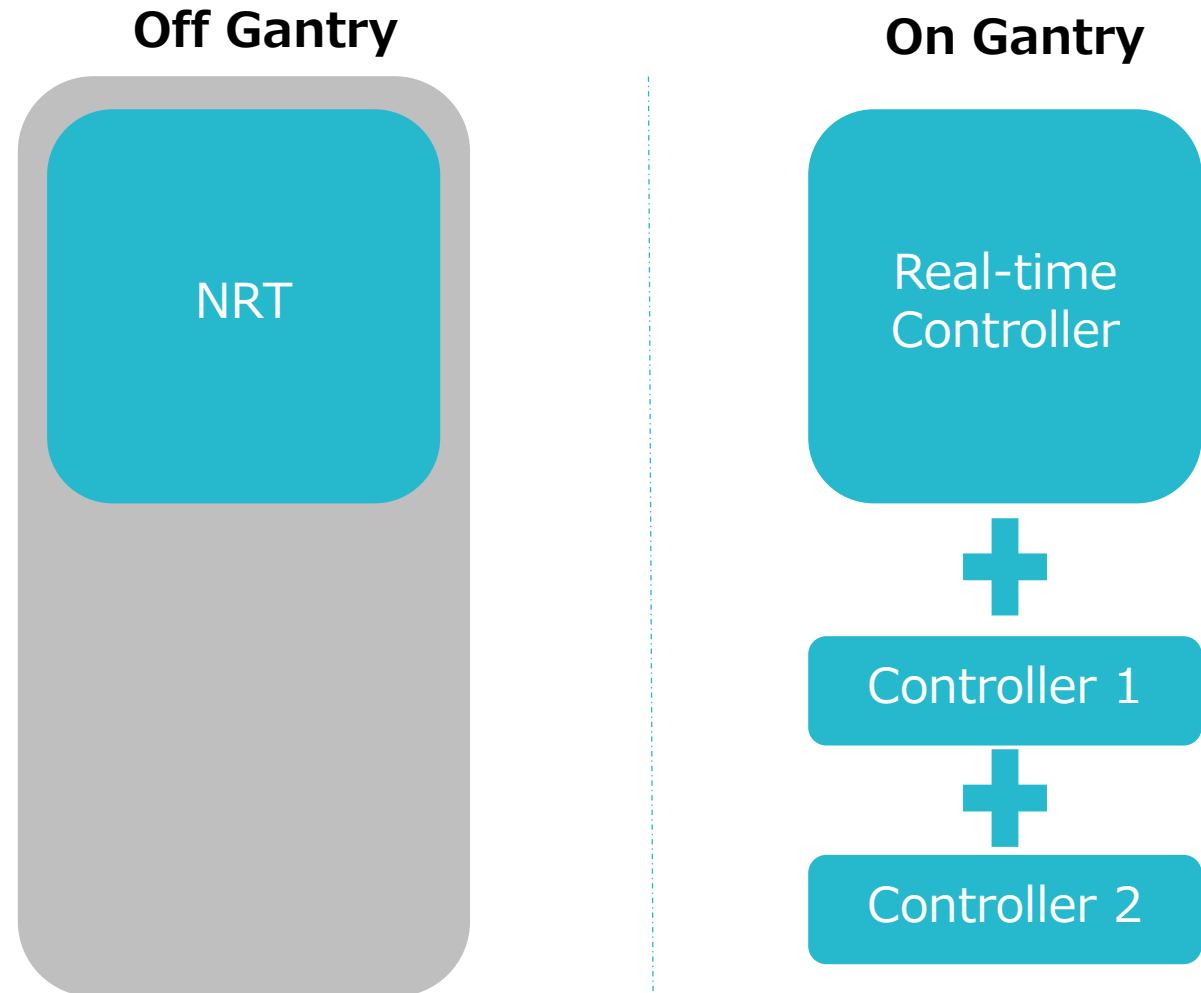 Off Gantry
On Gantry
NRT
Real-time
Controller
Controller 1
Controller 2